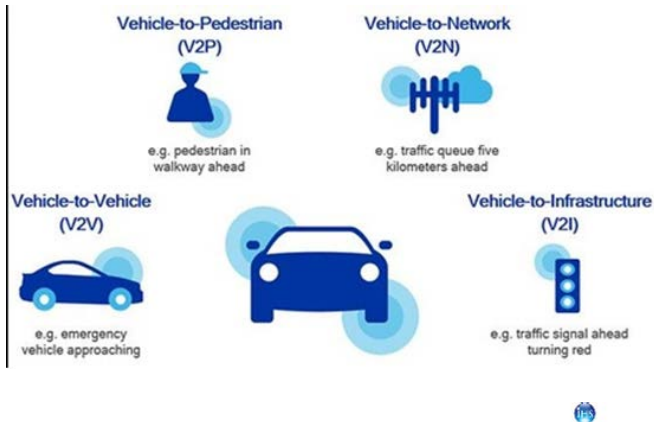 Vehicle-to-Pedestrian
(V2P)
Vehicle-to-Network
(V2N)
e.g. pedestrian in
walkway ahead
e.g. traffic queue five
kilometers ahead
Vehicle-to-Vehicle
(V2V)
Vehicle-to-Infrastructure
(V2I)
e.g. emergency
vehicle approaching
e.g. traffic signal ahead
turning red
IHS